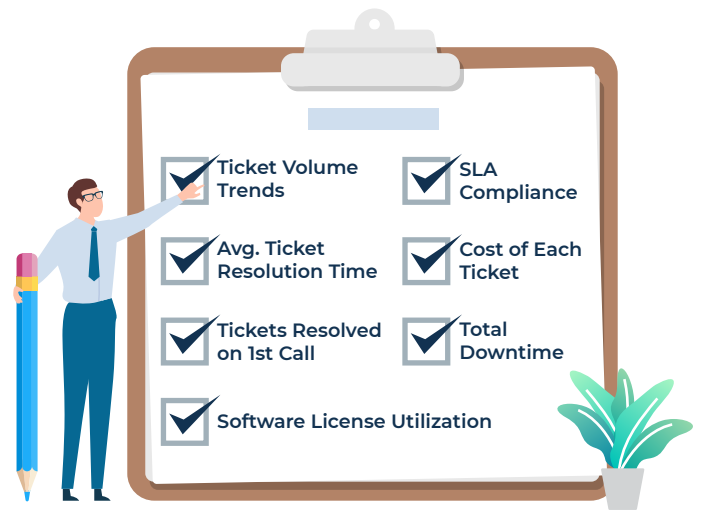 Ticket Volume
Trends
SLA
Compliance
Avg. Ticket
Resolution Time
Cost of Each
Ticket
Tickets Resolved
on 1st Call
Total
Downtime
Software License Utilization